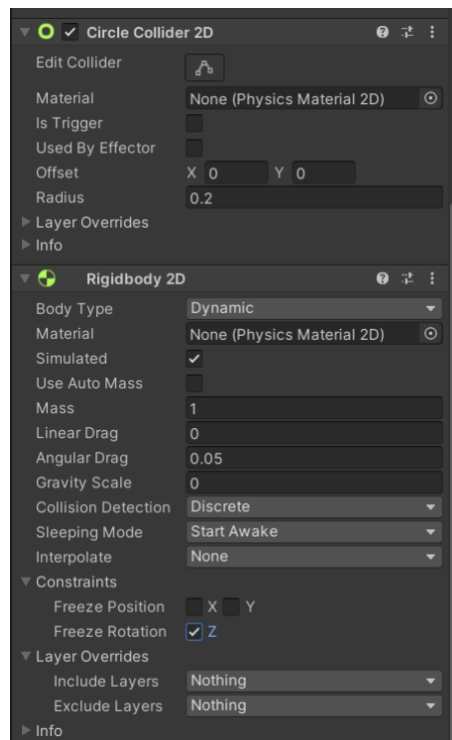 Circle Collider 2D
Edit Collider
Material None (Physics Material 2D)
Is Trigger
Used By Effector
Offset X 0 Y 0
Radius 0.2
Layer Overrides
Info
Rigidbody 2D
Body Type Dynamic
Material None (Physics Material 2D)
Simulated
Use Auto Mass
Mass 1
Linear Drag 0
Angular Drag 0.05
Gravity Scale 0
Collision Detection Discrete
Sleeping Mode Start Awake
Interpolate None
Constraints
Freeze Position X Y
Freeze Rotation Z
Layer Overrides
Include Layers Nothing
Exclude Layers Nothing
Info